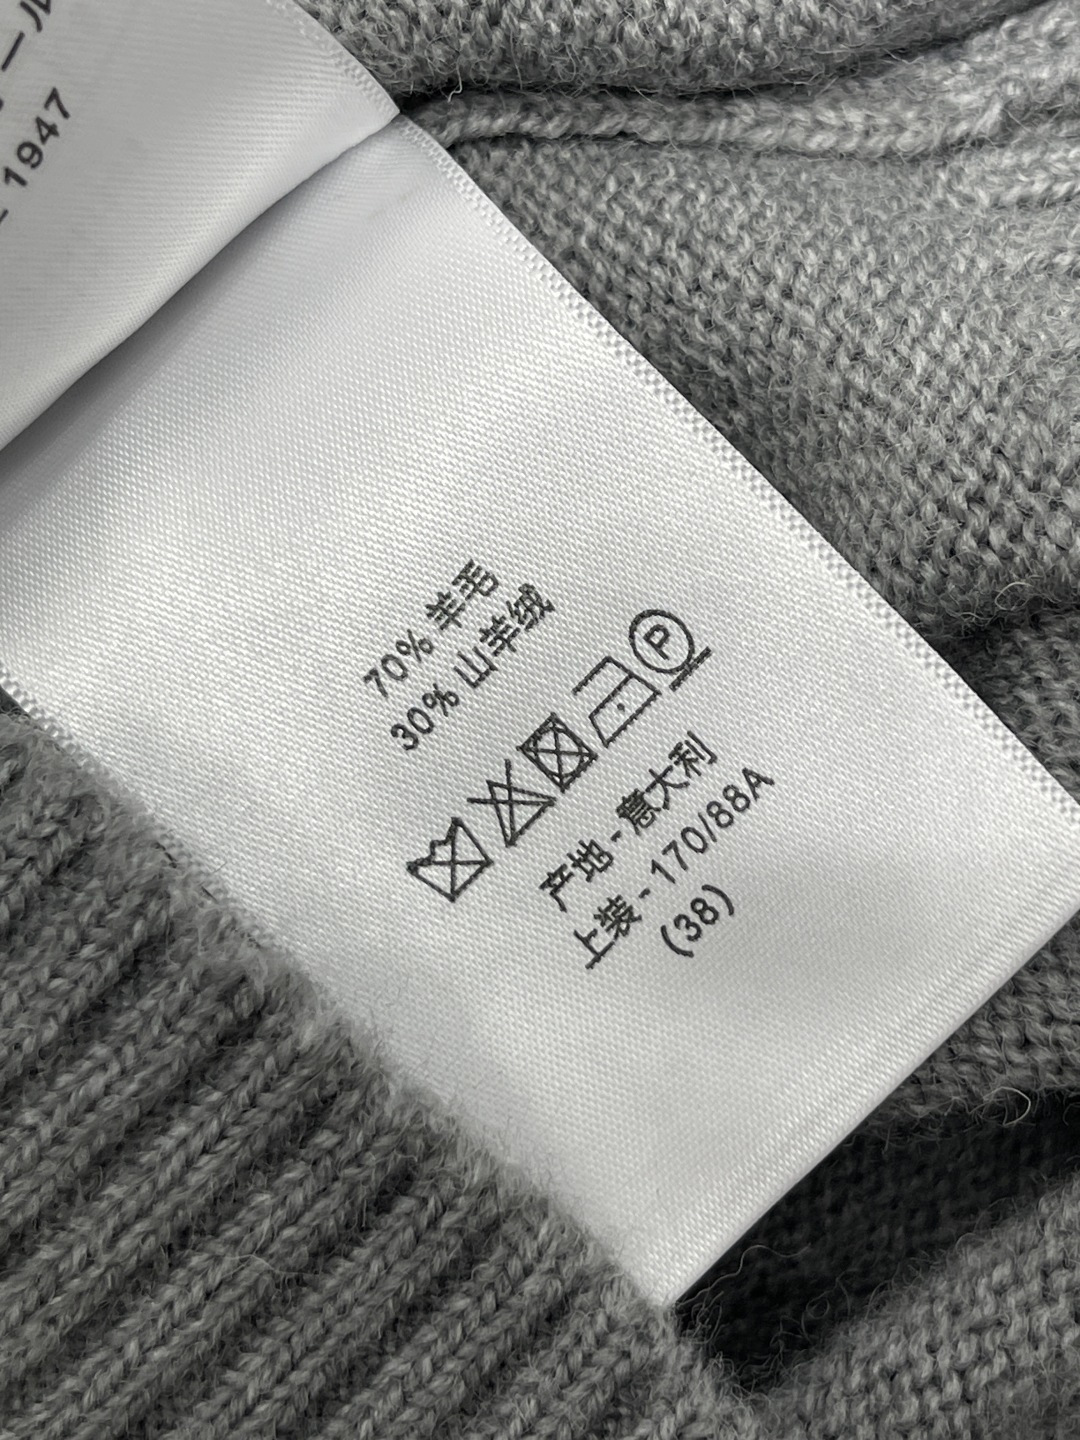 1947
70% 羊毛
30% 山羊绒
P
产地 - 意大利
上装 - 170/88A
(38)